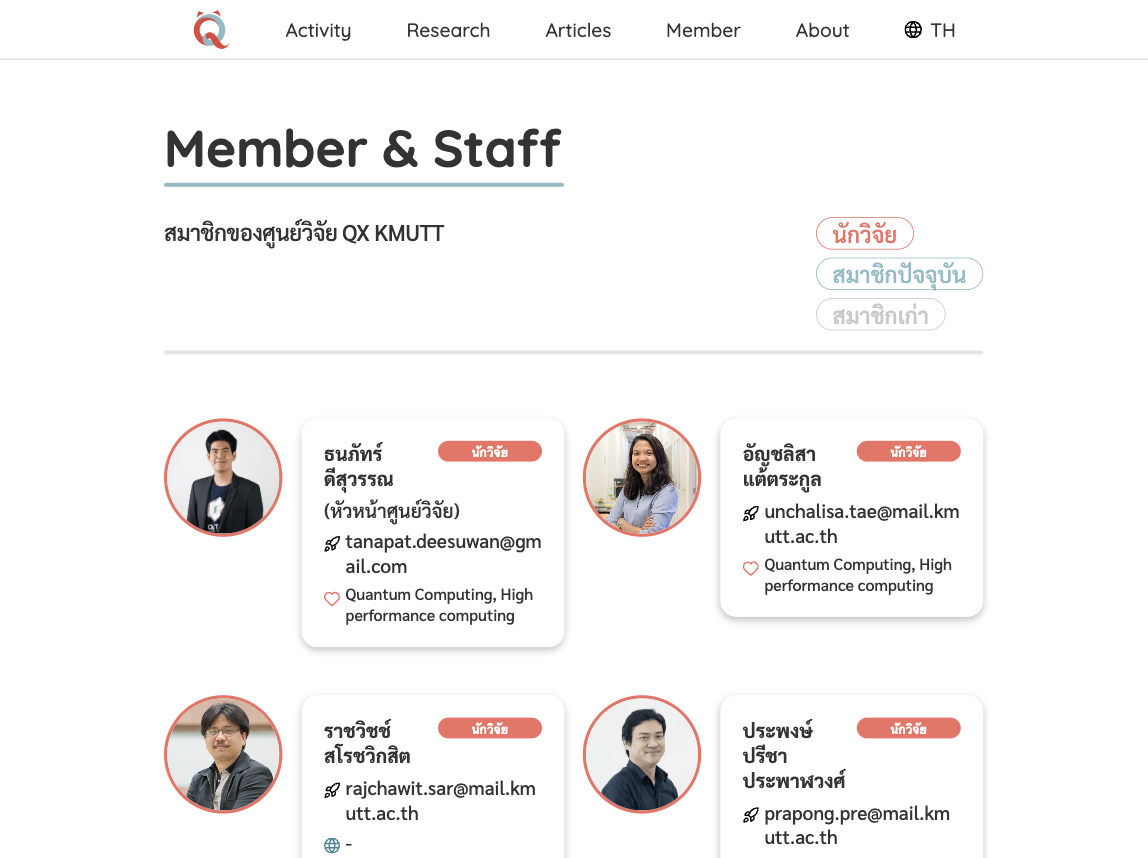 Activity Research Articles Member About TH
Member & Staff
สมาชิกของศูนย์วิจัย QX KMUTT
นักวิจัย
สมาชิกปัจจุบัน
สมาชิกเก่า
ธนภัทร์ นักวิจัย
ดีสุวรรณ
(หัวหน้าศูนย์วิจัย)
tanapat.deesuwan@gm
ail.com
Quantum Computing, High
performance computing
อัญชลิสา นักวิจัย
แต้ตระกูล
unchalisa.tae@mail.km
utt.ac.th
Quantum Computing, High
performance computing
ราชวิชช์ นักวิจัย
สโรชวิกสิต
rajchawit.sar@mail.km
utt.ac.th
-
ประพงษ์ นักวิจัย
ปรีชา
ประพาฬวงศ์
prapong.pre@mail.km
utt.ac.th